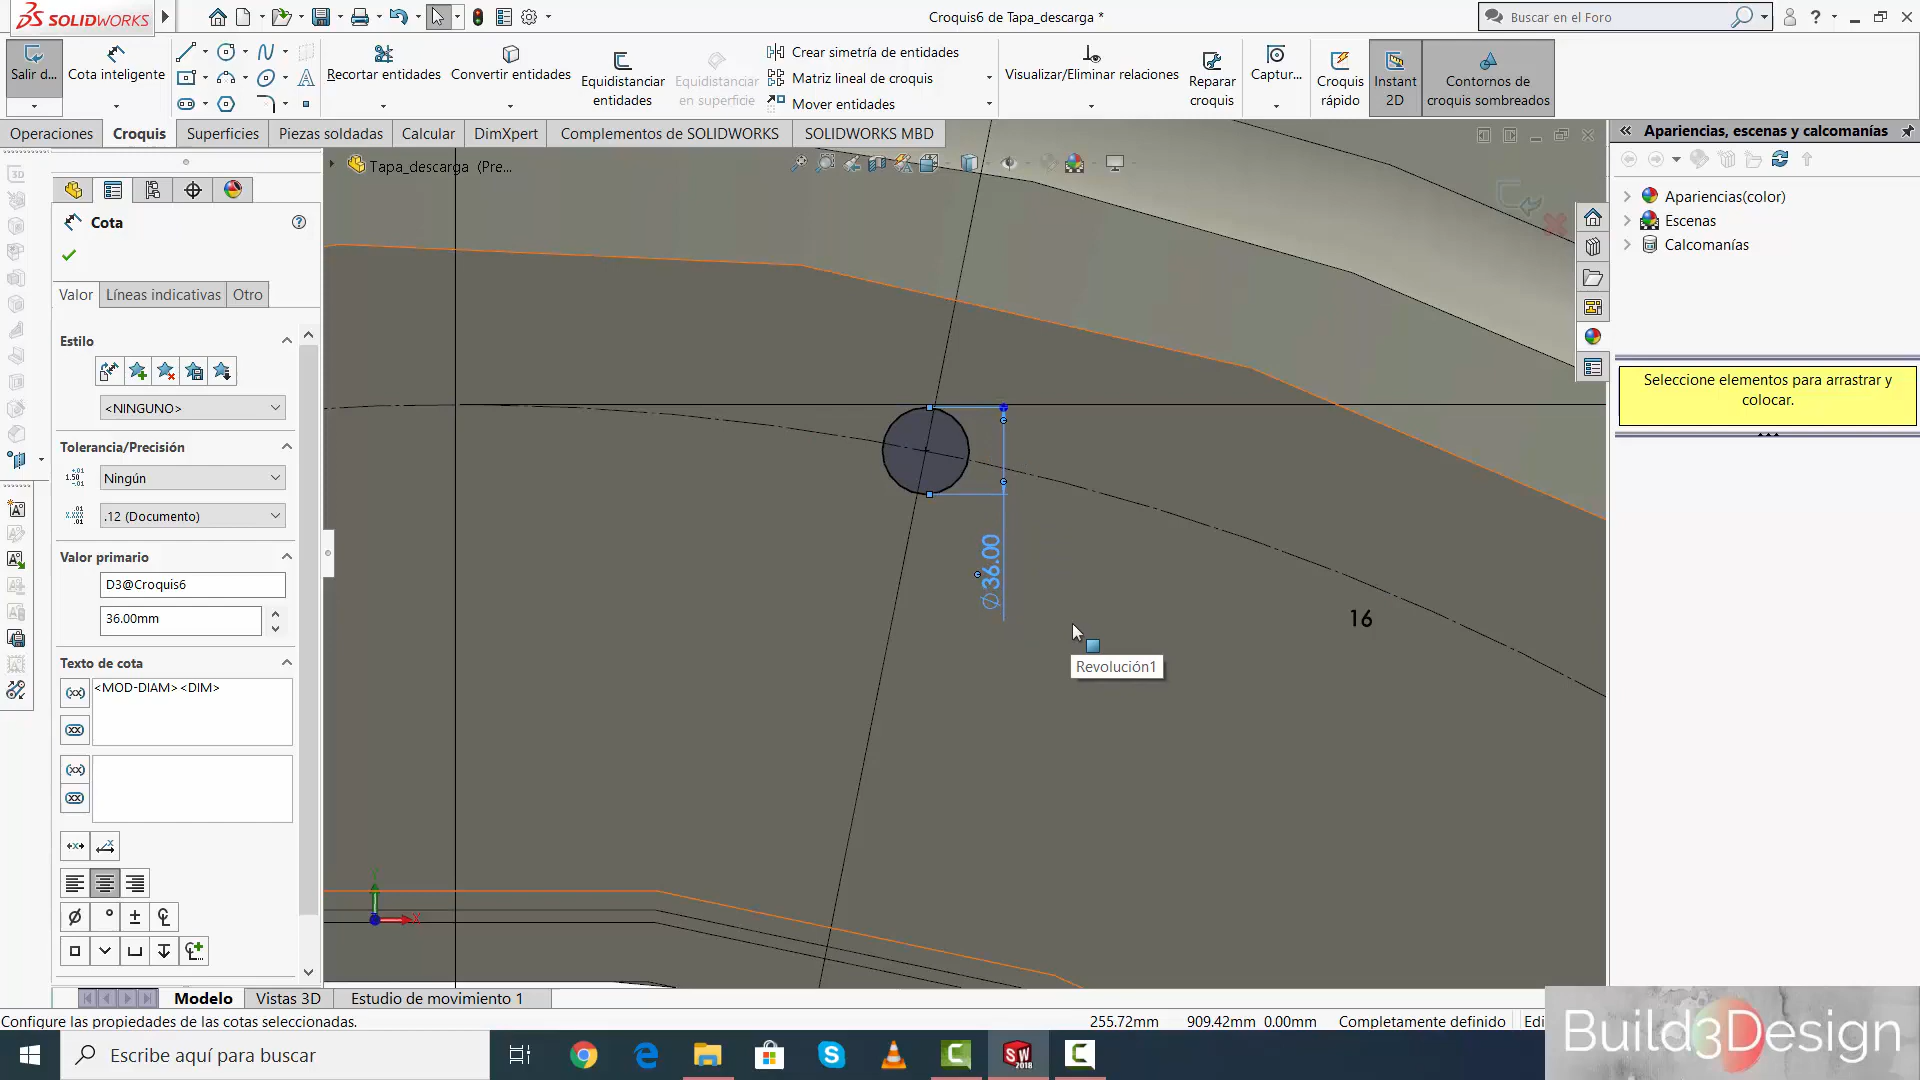 SOLIDWORKS
Croquis6 de Tapa_descarga *
Buscar en el Foro
?
Salir d...
Cota inteligente
Recortar entidades
Convertir entidades
Equidistanciar
entidades
Equidistanciar
en superficie
Crear simetría de entidades
Matriz lineal de croquis
Mover entidades
Visualizar/Eliminar relaciones
Reparar
croquis
Captur...
Croquis
rápido
Instant
2D
Contornos de
croquis sombreados
Operaciones
Croquis
Superficies
Piezas soldadas
Calcular
DimXpert
Complementos de SOLIDWORKS
SOLIDWORKS MBD
Apariencias, escenas y calcomanías
Tapa_descarga (Pre...
Apariencias(color)
Escenas
Calcomanías
Seleccione elementos para arrastrar y
colocar.
Cota
Valor
Líneas indicativas
Otro
Estilo
<NINGUNO>
Tolerancia/Precisión
Ningún
.12 (Documento)
Valor primario
D3@Croquis6
36.00mm
Texto de cota
<MOD-DIAM><DIM>
∅36.00
16
Revolución1
Modelo
Vistas 3D
Estudio de movimiento 1
Configure las propiedades de las cotas seleccionadas.
255.72mm
909.42mm
0.00mm
Completamente definido
Edi
Build3Design
Escribe aquí para buscar
SW
2018